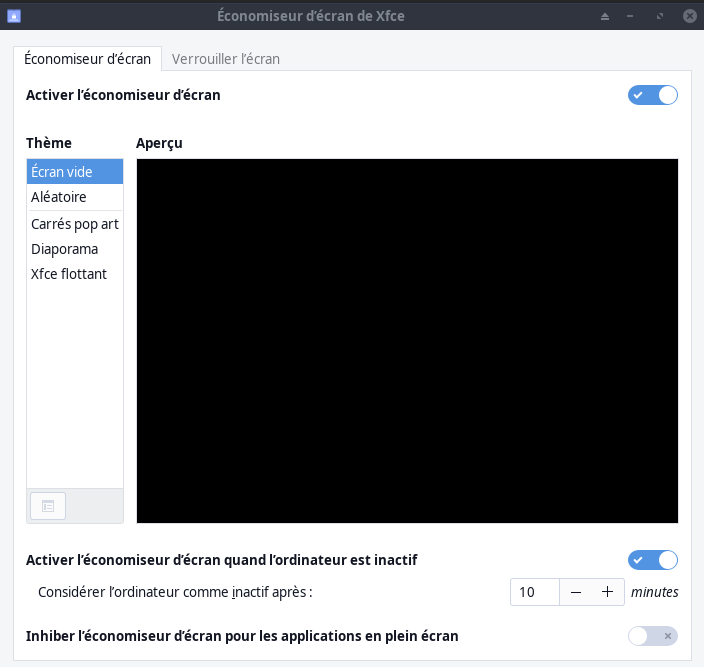 Économiseur d’écran de Xfce
Économiseur d’écran
Verrouiller l’écran
Activer l’économiseur d’écran
Thème
Aperçu
Écran vide
Aléatoire
Carrés pop art
Diaporama
Xfce flottant
Activer l’économiseur d’écran quand l’ordinateur est inactif
Considérer l’ordinateur comme inactif après :
10
minutes
Inhiber l’économiseur d’écran pour les applications en plein écran